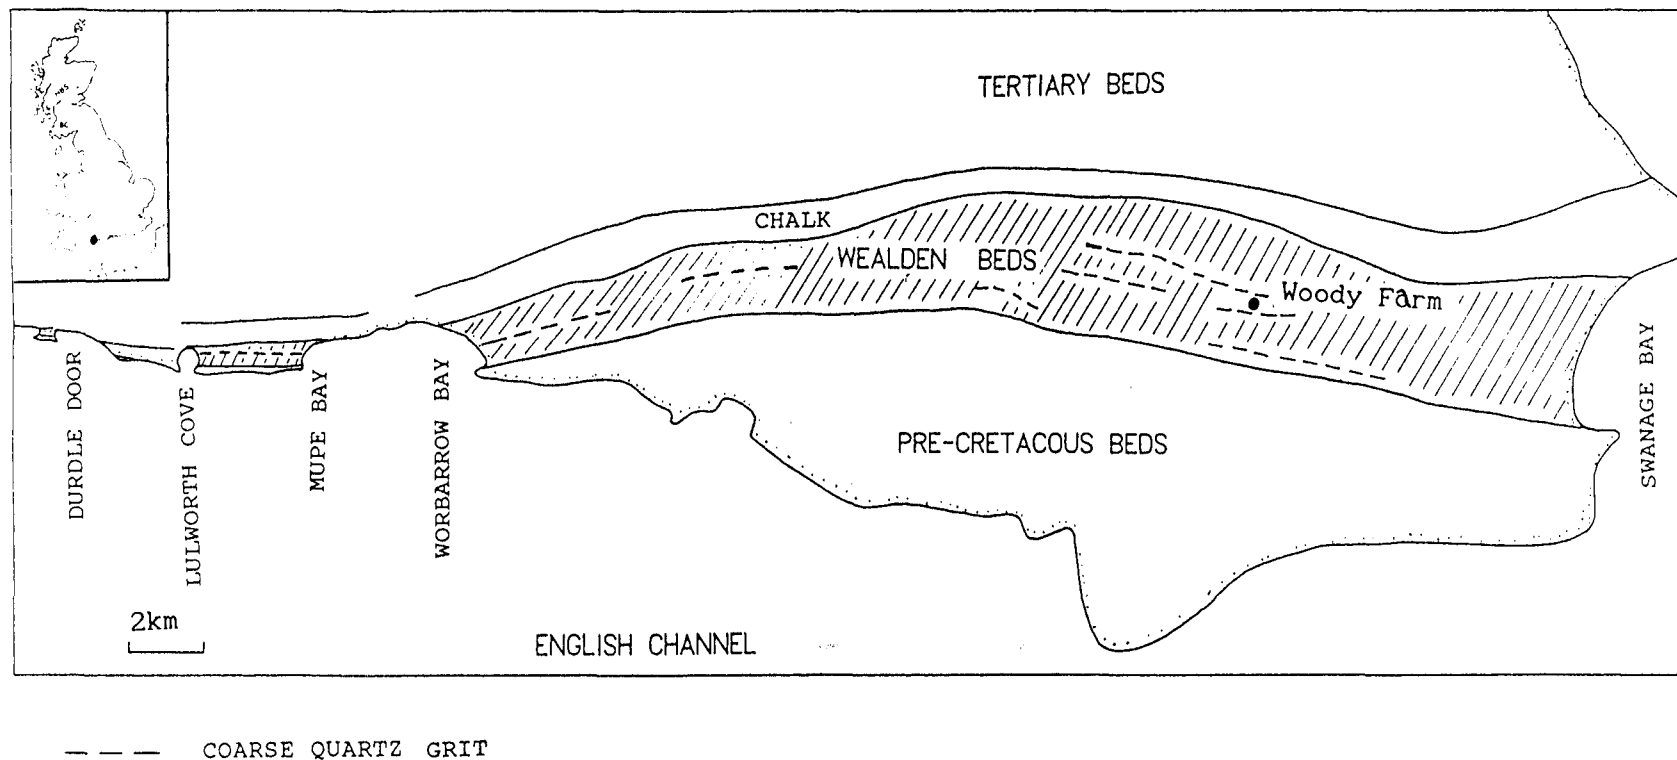 TERTIARY BEDS
CHALK
WEALDEN BEDS
Woody Farm
PRE-CRETACOUS BEDS
DURDLE DOOR
LULWORTH COVE
MUPE BAY
WORBARROW BAY
SWANAGE BAY
2km
ENGLISH CHANNEL
COARSE QUARTZ GRIT